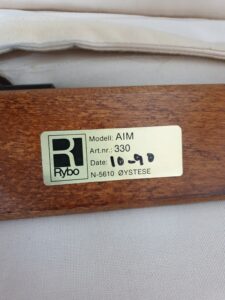 R
Rybo
Modell: AIM
Art.nr.: 330
Date: 10-90
N-5610 ØYSTESE